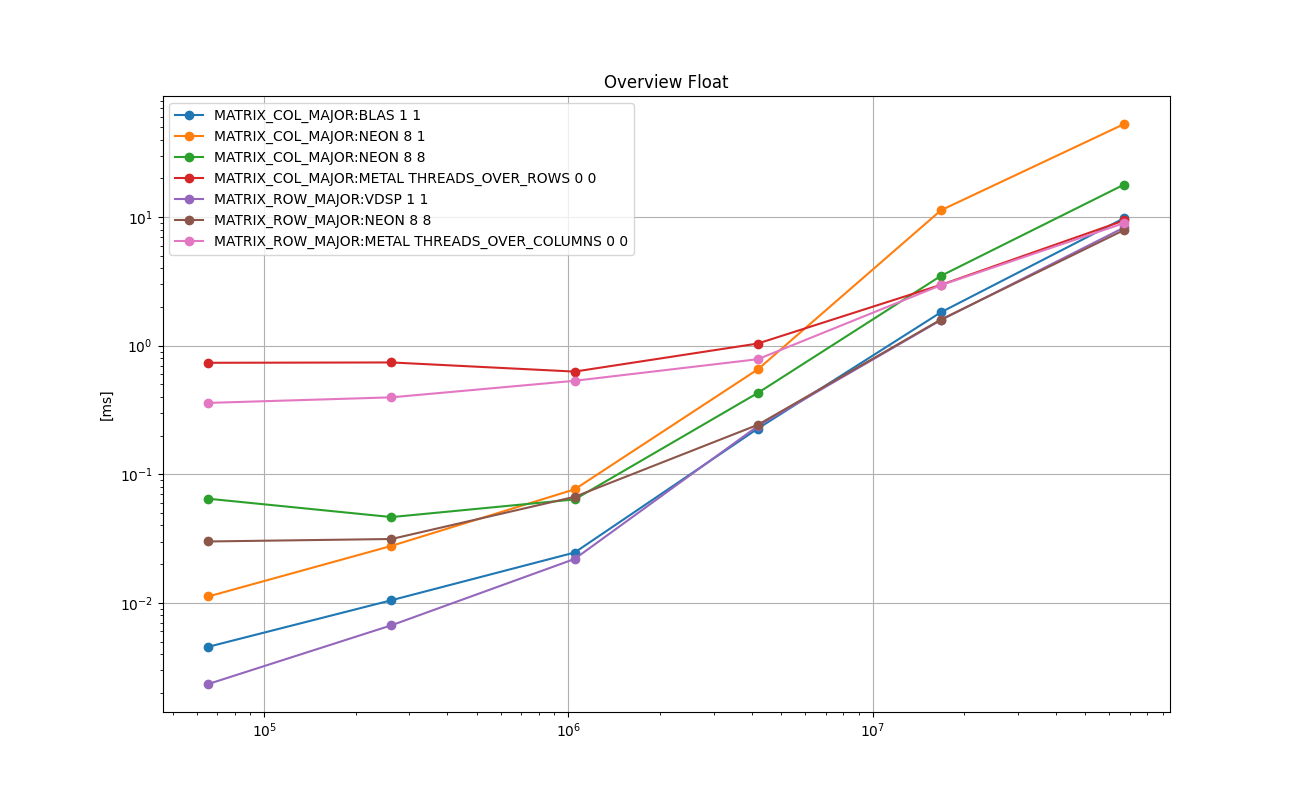 Overview Float
MATRIX_COL_MAJOR:BLAS 1 1
MATRIX_COL_MAJOR:NEON 8 1
MATRIX_COL_MAJOR:NEON 8 8
MATRIX_COL_MAJOR:METAL THREADS_OVER_ROWS 0 0
MATRIX_ROW_MAJOR:VDSP 1 1
MATRIX_ROW_MAJOR:NEON 8 8
MATRIX_ROW_MAJOR:METAL THREADS_OVER_COLUMNS 0 0
[ms]
10¹
10⁰
10⁻¹
10⁻²
10⁵ 10⁶ 10⁷